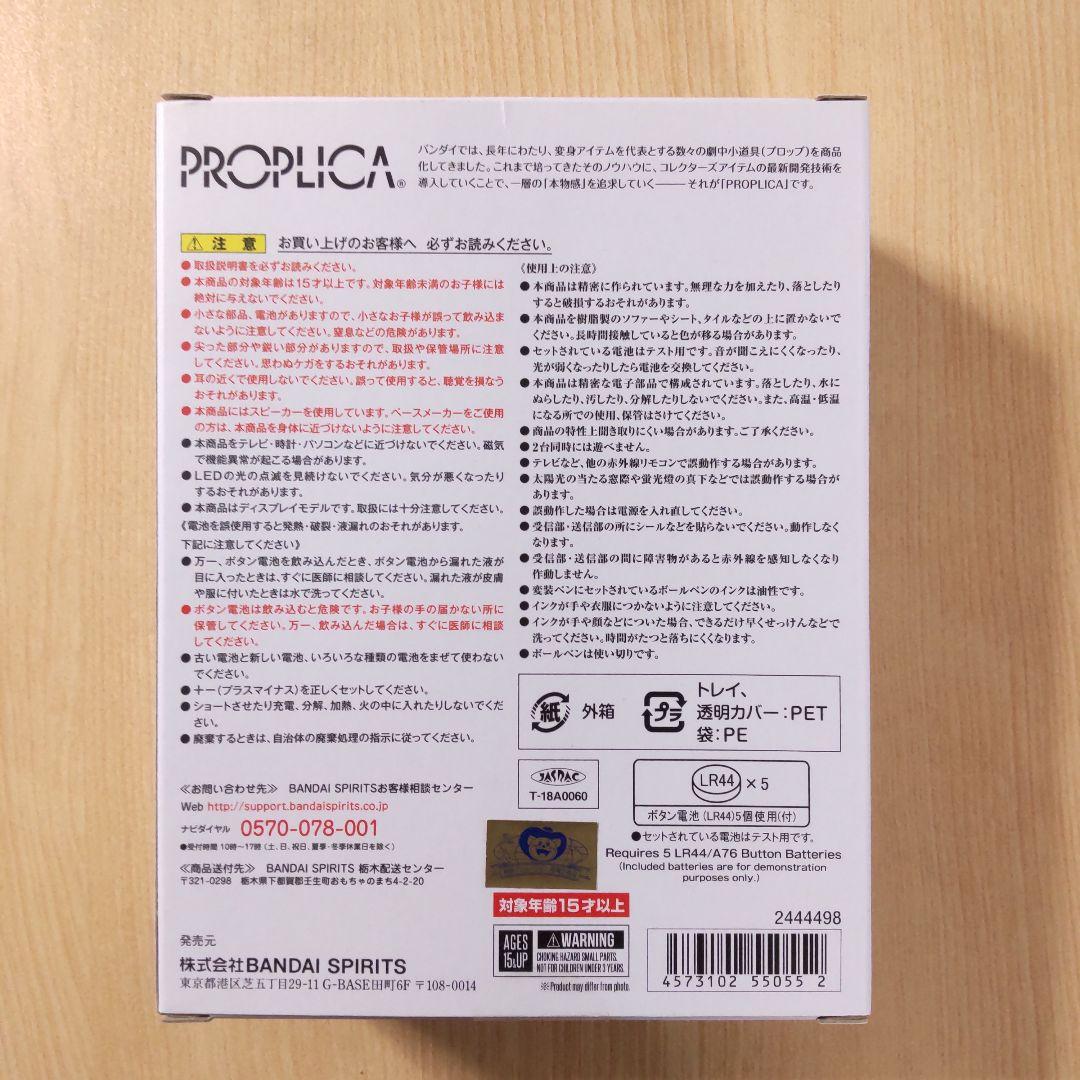 PROPLICA®
バンダイでは、長年にわたり、変身アイテムを代表とする数々の劇中小道具(プロップ)を商品
化してきました。これまで培ってきたそのノウハウに、コレクターズアイテムの最新開発技術を
導入していくことで、一層の「本物感」を追求していく――それが「PROPLICA」です。
注意 お買い上げのお客様へ 必ずお読みください。
●取扱説明書を必ずお読みください。
●本商品の対象年齢は15才以上です。対象年齢未満のお子様には
絶対に与えないでください。
●小さな部品、電池がありますので、小さなお子様が誤って飲み込ま
ないように注意してください。窒息などの危険があります。
●尖った部分や鋭い部分がありますので、取扱や保管場所に注意
してください。思わぬケガをするおそれがあります。
●耳の近くで使用しないでください。誤って使用すると、聴覚を損なう
おそれがあります。
●本商品にはスピーカーを使用しています。ペースメーカーをご使用
の方は、本商品を身体に近づけないように注意してください。
●本商品をテレビ・時計・パソコンなどに近づけないでください。磁気
で機能異常が起こる場合があります。
●LEDの光の点滅を見続けないでください。気分が悪くなったり
するおそれがあります。
●本商品はディスプレイモデルです。取扱には十分注意してください。
《電池を誤使用すると発熱・破裂・液漏れのおそれがあります。
下記に注意してください》
●万一、ボタン電池を飲み込んだとき、ボタン電池から漏れた液が
目に入ったときは、すぐに医師に相談してください。漏れた液が皮膚
や服に付いたときは水で洗ってください。
●ボタン電池は飲み込むと危険です。お子様の手の届かない所に
保管してください。万一、飲み込んだ場合は、すぐに医師に相談
してください。
●古い電池と新しい電池、いろいろな種類の電池をまぜて使わない
でください。
●+-(プラスマイナス)を正しくセットしてください。
●ショートさせたり充電、分解、加熱、火の中に入れたりしないでくだ
さい。
●廃棄するときは、自治体の廃棄処理の指示に従ってください。
《使用上の注意》
●本商品は精密に作られています。無理な力を加えたり、落としたり
すると破損するおそれがあります。
●本商品を樹脂製のソファーやシート、タイルなどの上に置かないで
ください。長時間接触していると色が移る場合があります。
●セットされている電池はテスト用です。音が聞こえにくくなったり、
光が弱くなったりしたら電池を交換してください。
●本商品は精密な電子部品で構成されています。落としたり、水に
ぬらしたり、汚したり、分解したりしないでください。また、高温・低温
になる所での使用、保管はさけてください。
●商品の特性上聞き取りにくい場合があります。ご了承ください。
●2台同時には遊べません。
●テレビなど、他の赤外線リモコンで誤動作する場合があります。
●太陽光の当たる窓際や蛍光燈の真下などでは誤動作する場合が
あります。
●誤動作した場合は電源を入れ直してください。
●受信部・送信部の所にシールなどを貼らないでください。動作しなく
なります。
●受信部・送信部の間に障害物があると赤外線を感知しなくなり
作動しません。
●変装ペンにセットされているボールペンのインクは油性です。
●インクが手や衣服につかないように注意してください。
●インクが手や顔などについた場合、できるだけ早くせっけんなどで
洗ってください。時間がたつと落ちにくくなります。
●ボールペンは使い切りです。
紙 外箱
プラ トレイ、
透明カバー:PET
袋:PE
≪お問い合わせ先≫ BANDAI SPIRITSお客様相談センター
Web http://support.bandaispirits.co.jp
ナビダイヤル 0570-078-001
●受付時間 10時~17時(土、日、祝日、夏季・冬季休業日を除く)
≪商品送付先≫ BANDAI SPIRITS 栃木配送センター
〒321-0298 栃木県下都賀郡壬生町おもちゃのまち4-2-20
発売元
株式会社BANDAI SPIRITS
東京都港区芝五丁目29-11 G-BASE田町6F 〒108-0014
JASRAC
T-18A0060
LR44 ×5
ボタン電池(LR44)5個使用(付)
●セットされている電池はテスト用です。
Requires 5 LR44/A76 Button Batteries
(Included batteries are for demonstration
purposes only.)
対象年齢15才以上
AGES
15&UP
WARNING
CHOKING HAZARD SMALL PARTS.
NOT FOR CHILDREN UNDER 3 YEARS.
※Product may differ from photo.
2444498
4573102 55055 2